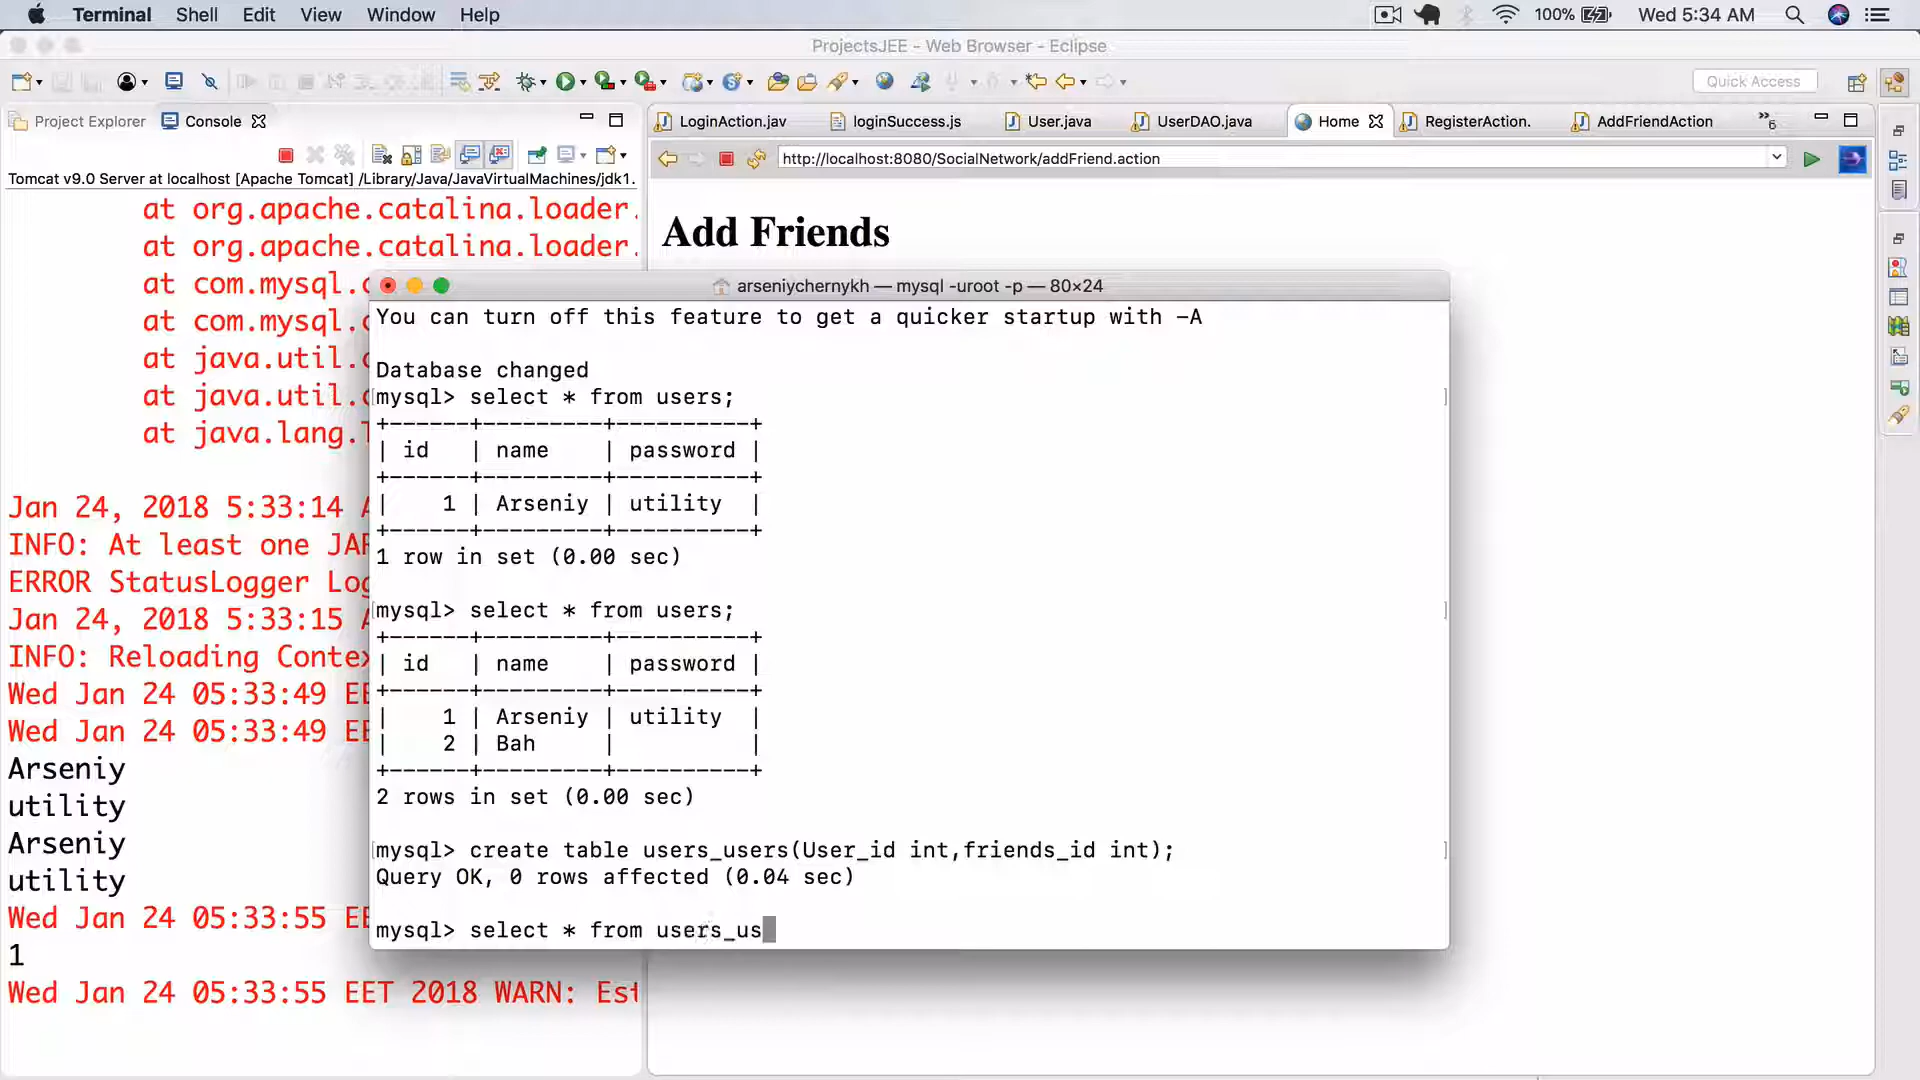 Terminal Shell Edit View Window Help 100% Wed 5:34 AM
ProjectsJEE - Web Browser - Eclipse
Quick Access
Project Explorer Console
LoginAction.jav loginSuccess.js User.java UserDAO.java Home RegisterAction. AddFriendAction »6
http://localhost:8080/SocialNetwork/addFriend.action
Tomcat v9.0 Server at localhost [Apache Tomcat] /Library/Java/JavaVirtualMachines/jdk1.
at org.apache.catalina.loader.
at org.apache.catalina.loader.
at com.mysql.
at com.mysql.
at java.util.
at java.util.
at java.lang.
Jan 24, 2018 5:33:14
INFO: At least one JAR
ERROR StatusLogger Log
Jan 24, 2018 5:33:15
INFO: Reloading Contex
Wed Jan 24 05:33:49 EE
Wed Jan 24 05:33:49 EE
Arseniy
utility
Arseniy
utility
Wed Jan 24 05:33:55 EE
1
Wed Jan 24 05:33:55 EET 2018 WARN: Est
Add Friends
arseniychernykh — mysql -uroot -p — 80×24
You can turn off this feature to get a quicker startup with -A
Database changed
mysql> select * from users;
+------+---------+----------+
| id   | name    | password |
+------+---------+----------+
|    1 | Arseniy | utility  |
+------+---------+----------+
1 row in set (0.00 sec)
mysql> select * from users;
+------+---------+----------+
| id   | name    | password |
+------+---------+----------+
|    1 | Arseniy | utility  |
|    2 | Bah     |          |
+------+---------+----------+
2 rows in set (0.00 sec)
mysql> create table users_users(User_id int,friends_id int);
Query OK, 0 rows affected (0.04 sec)
mysql> select * from users_us